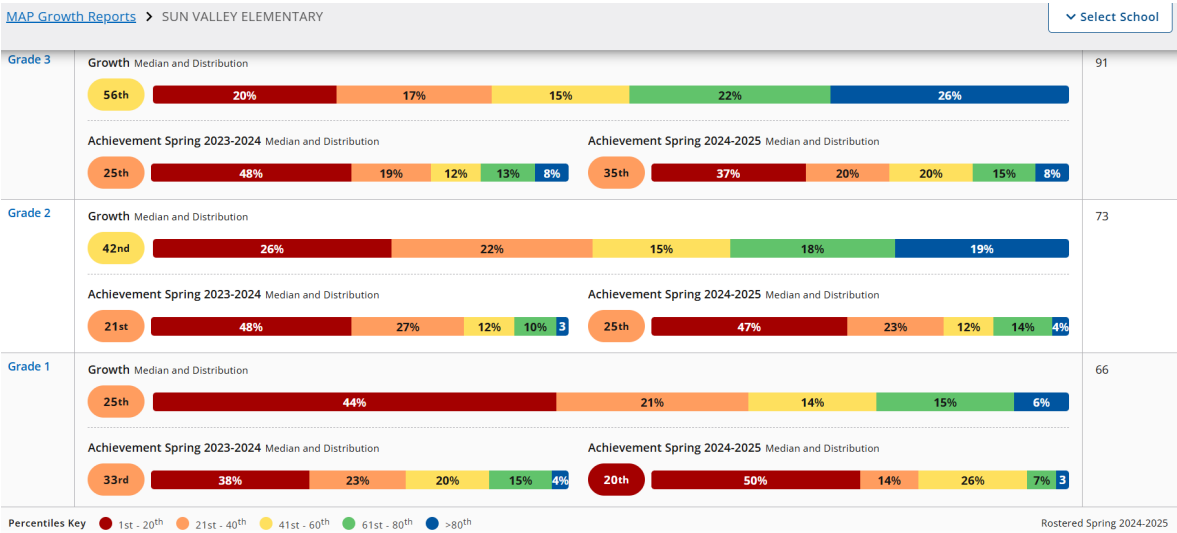 MAP Growth Reports > SUN VALLEY ELEMENTARY
Select School
Grade 3
Growth Median and Distribution
91
56th
20% 17% 15% 22% 26%
Achievement Spring 2023-2024 Median and Distribution
25th
48% 19% 12% 13% 8%
Achievement Spring 2024-2025 Median and Distribution
35th
37% 20% 20% 15% 8%
Grade 2
Growth Median and Distribution
73
42nd
26% 22% 15% 18% 19%
Achievement Spring 2023-2024 Median and Distribution
21st
48% 27% 12% 10% 3
Achievement Spring 2024-2025 Median and Distribution
25th
47% 23% 12% 14% 4%
Grade 1
Growth Median and Distribution
66
25th
44% 21% 14% 15% 6%
Achievement Spring 2023-2024 Median and Distribution
33rd
38% 23% 20% 15% 4%
Achievement Spring 2024-2025 Median and Distribution
20th
50% 14% 26% 7% 3
Percentiles Key 1st - 20th 21st - 40th 41st - 60th 61st - 80th >80th
Rostered Spring 2024-2025